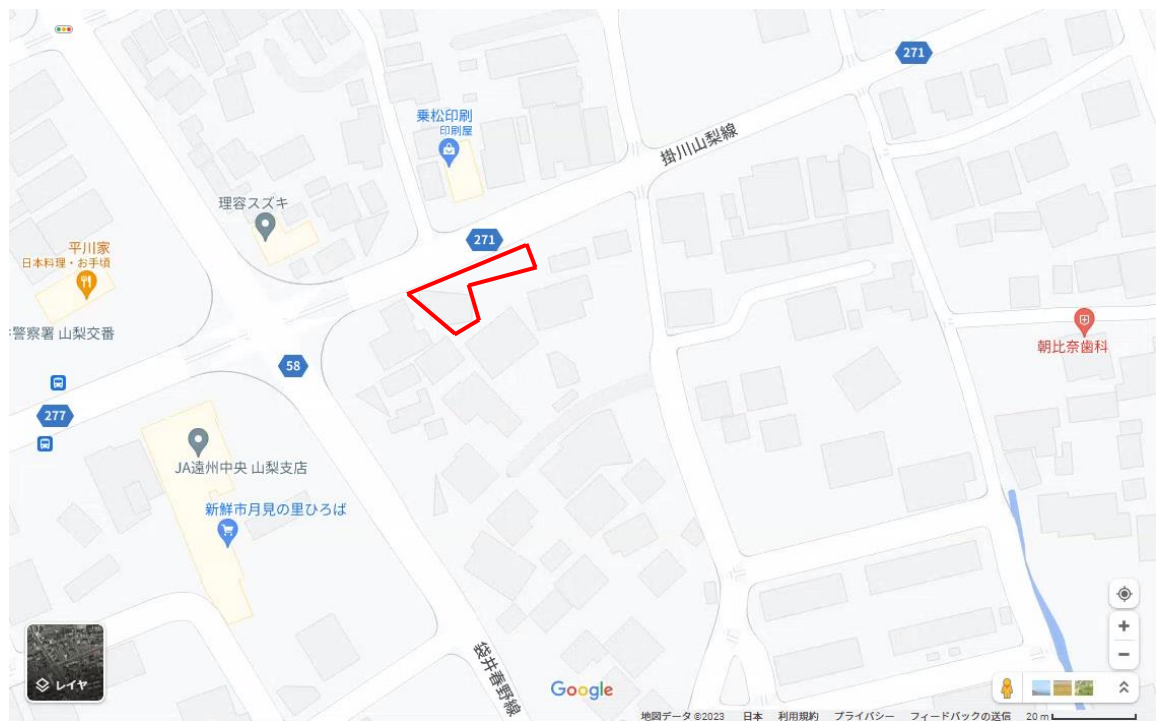 271
乗松印刷
印刷屋
掛川山梨線
理容スズキ
271
平川家
日本料理・お手頃
警察署 山梨交番
朝比奈歯科
58
277
JA遠州中央 山梨支店
新鮮市月見の里ひろば
袋井春野線
レイヤ
Google
地図データ ©2023 日本 利用規約 プライバシー フィードバックの送信 20 m